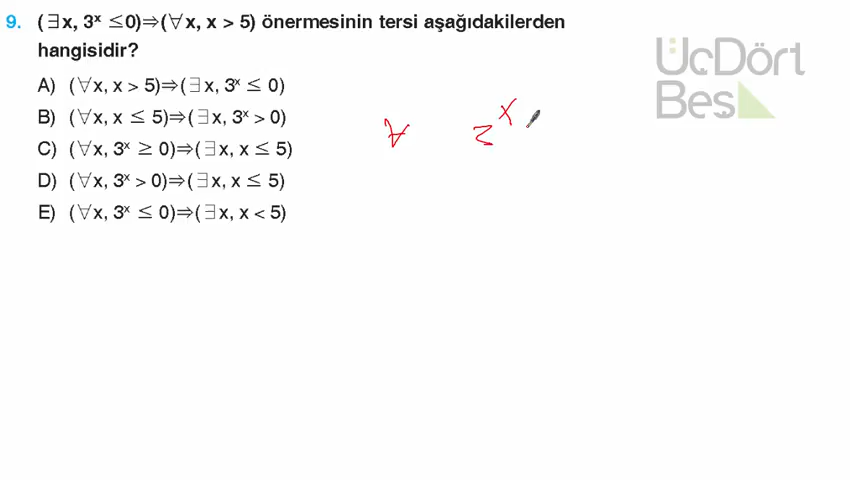 9. (∃x, 3ˣ ≤0)⇒(∀x, x > 5) önermesinin tersi aşağıdakilerden
hangisidir?
A) (∀x, x > 5)⇒(∃x, 3ˣ ≤ 0)
B) (∀x, x ≤ 5)⇒(∃x, 3ˣ > 0)
C) (∀x, 3ˣ ≥ 0)⇒(∃x, x ≤ 5)
D) (∀x, 3ˣ > 0)⇒(∃x, x ≤ 5)
E) (∀x, 3ˣ ≤ 0)⇒(∃x, x < 5)
ÜçDört
Beş
∀